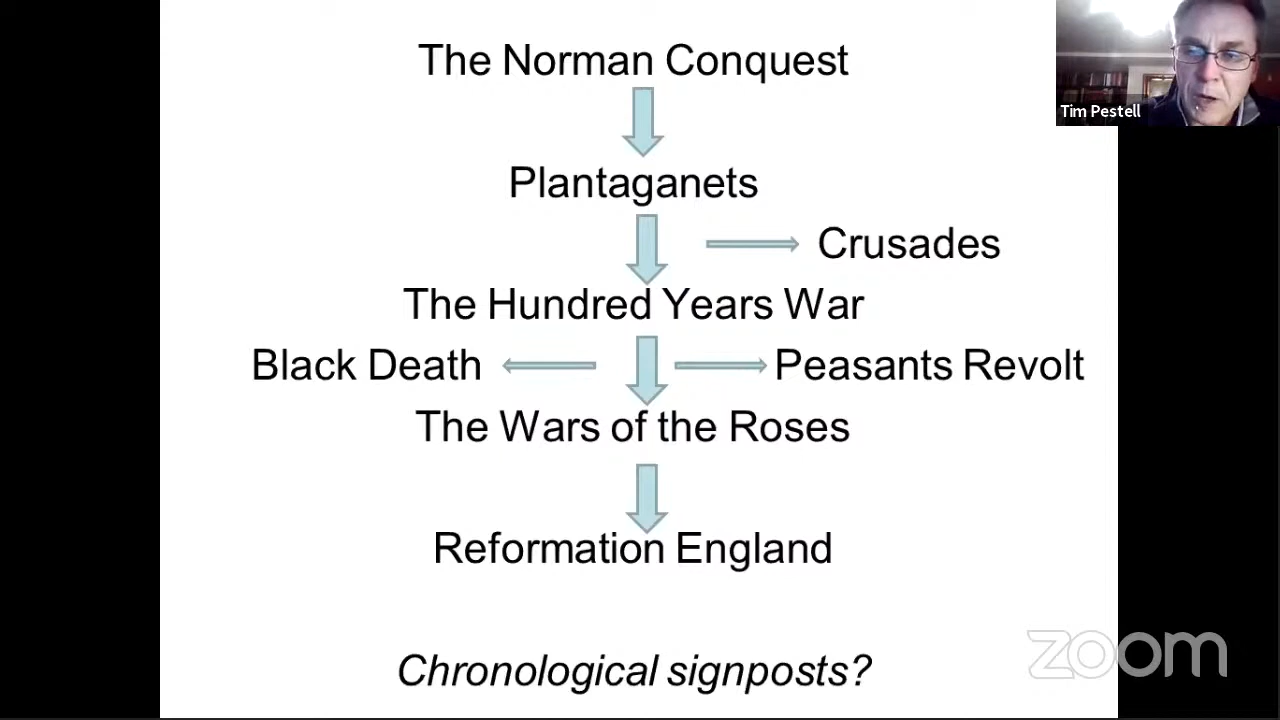 The Norman Conquest
Tim Pestell
Plantaganets
Crusades
The Hundred Years War
Black Death
Peasants Revolt
The Wars of the Roses
Reformation England
zoom
Chronological signposts?